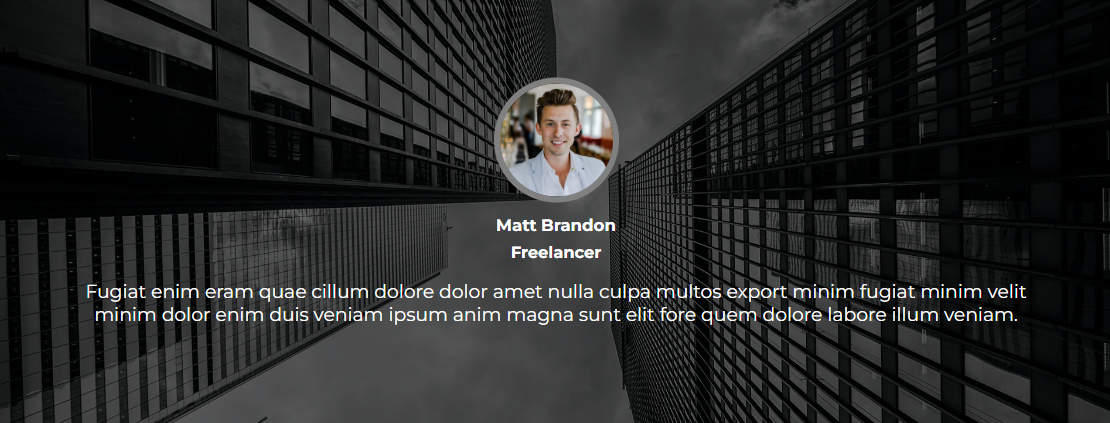 Matt Brandon
Freelancer
Fugiat enim eram quae cillum dolore dolor amet nulla culpa multos export minim fugiat minim velit
minim dolor enim duis veniam ipsum anim magna sunt elit fore quem dolore labore illum veniam.